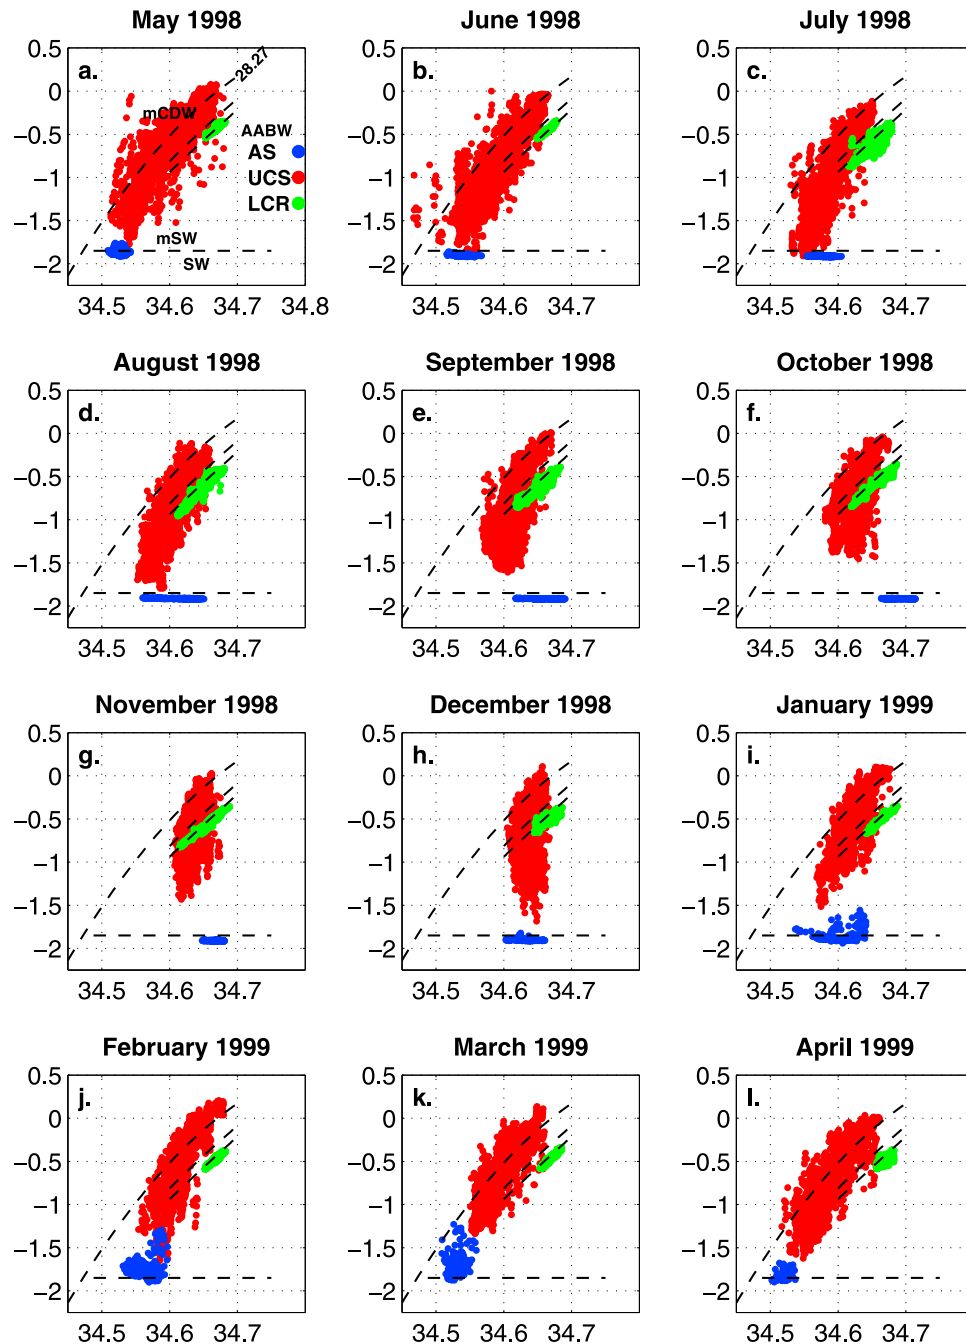 May 1998
June 1998
July 1998
0.5
0
−0.5
−1
−1.5
−2
a.
28.27
mCDW
AABW
AS
UCS
LCR
mSW
SW
34.5 34.6 34.7 34.8
0.5
0
−0.5
−1
−1.5
−2
b.
34.5 34.6 34.7
0.5
0
−0.5
−1
−1.5
−2
c.
34.5 34.6 34.7
August 1998
September 1998
October 1998
0.5
0
−0.5
−1
−1.5
−2
d.
34.5 34.6 34.7
0.5
0
−0.5
−1
−1.5
−2
e.
34.5 34.6 34.7
0.5
0
−0.5
−1
−1.5
−2
f.
34.5 34.6 34.7
November 1998
December 1998
January 1999
0.5
0
−0.5
−1
−1.5
−2
g.
34.5 34.6 34.7
0.5
0
−0.5
−1
−1.5
−2
h.
34.5 34.6 34.7
0.5
0
−0.5
−1
−1.5
−2
i.
34.5 34.6 34.7
February 1999
March 1999
April 1999
0.5
0
−0.5
−1
−1.5
−2
j.
34.5 34.6 34.7
0.5
0
−0.5
−1
−1.5
−2
k.
34.5 34.6 34.7
0.5
0
−0.5
−1
−1.5
−2
l.
34.5 34.6 34.7